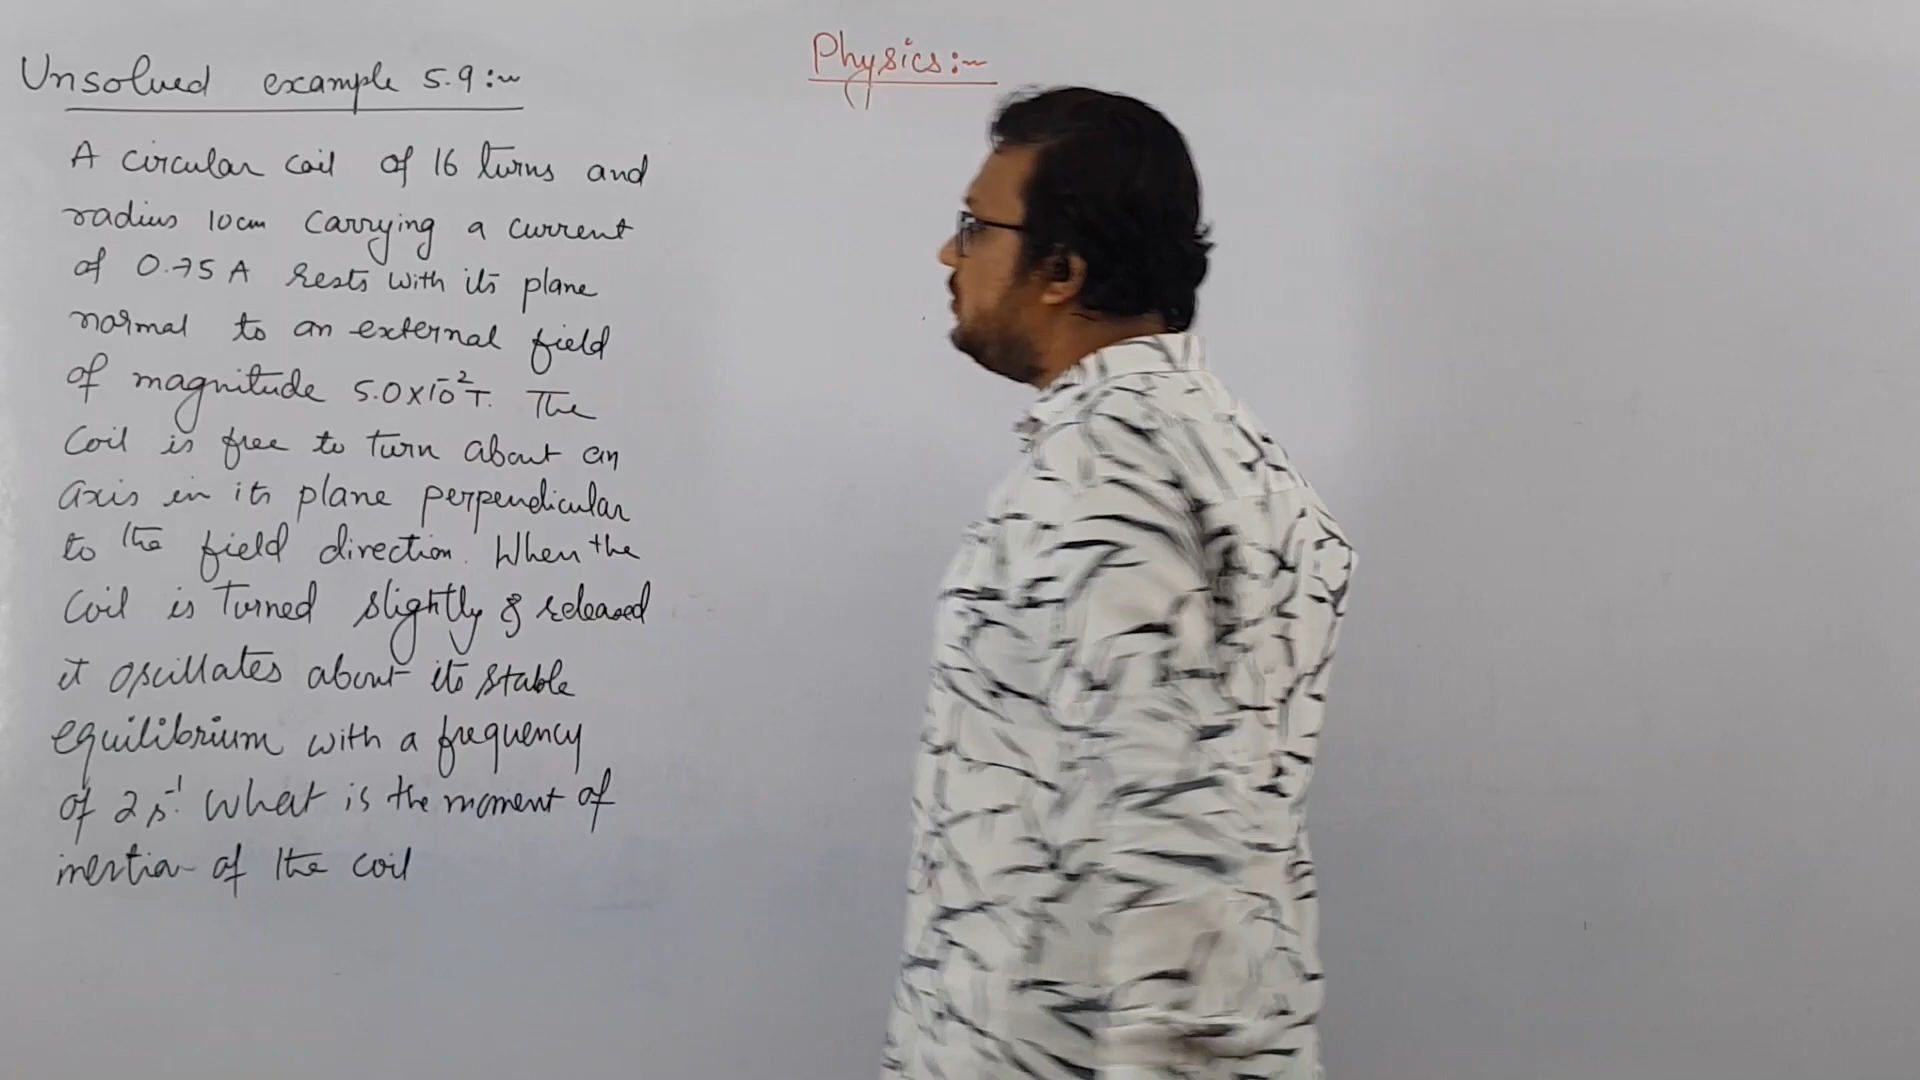 Unsolved example 5.9:~
Physics:~
A circular coil of 16 turns and
radius 10cm carrying a current
of 0.75 A rests with its plane
normal to an external field
of magnitude 5.0×10⁻²T. The
coil is free to turn about an
axis in its plane perpendicular
to the field direction. When the
coil is turned slightly & released
it oscillates about its stable
equilibrium with a frequency
of 2 s⁻¹. What is the moment of
inertia of the coil